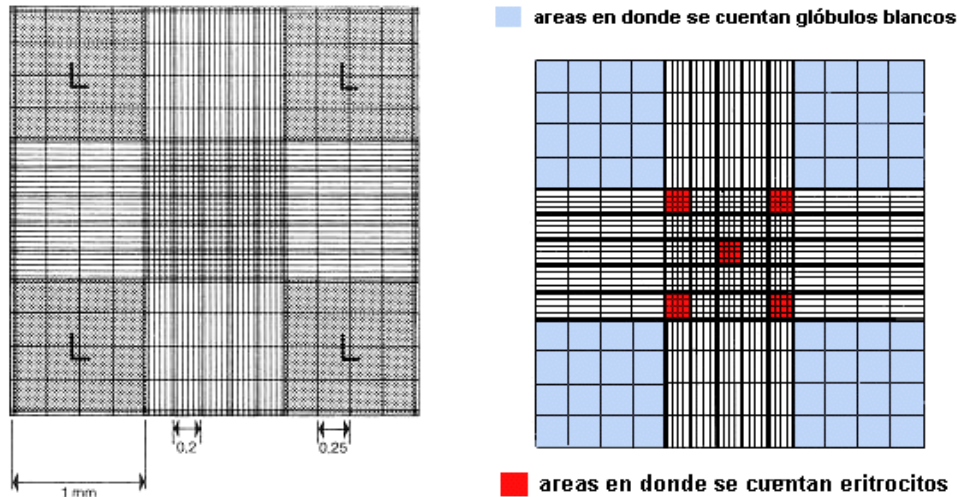 areas en donde se cuentan glóbulos blancos
L L
L L
0.2 0.25
1 mm
areas en donde se cuentan eritrocitos